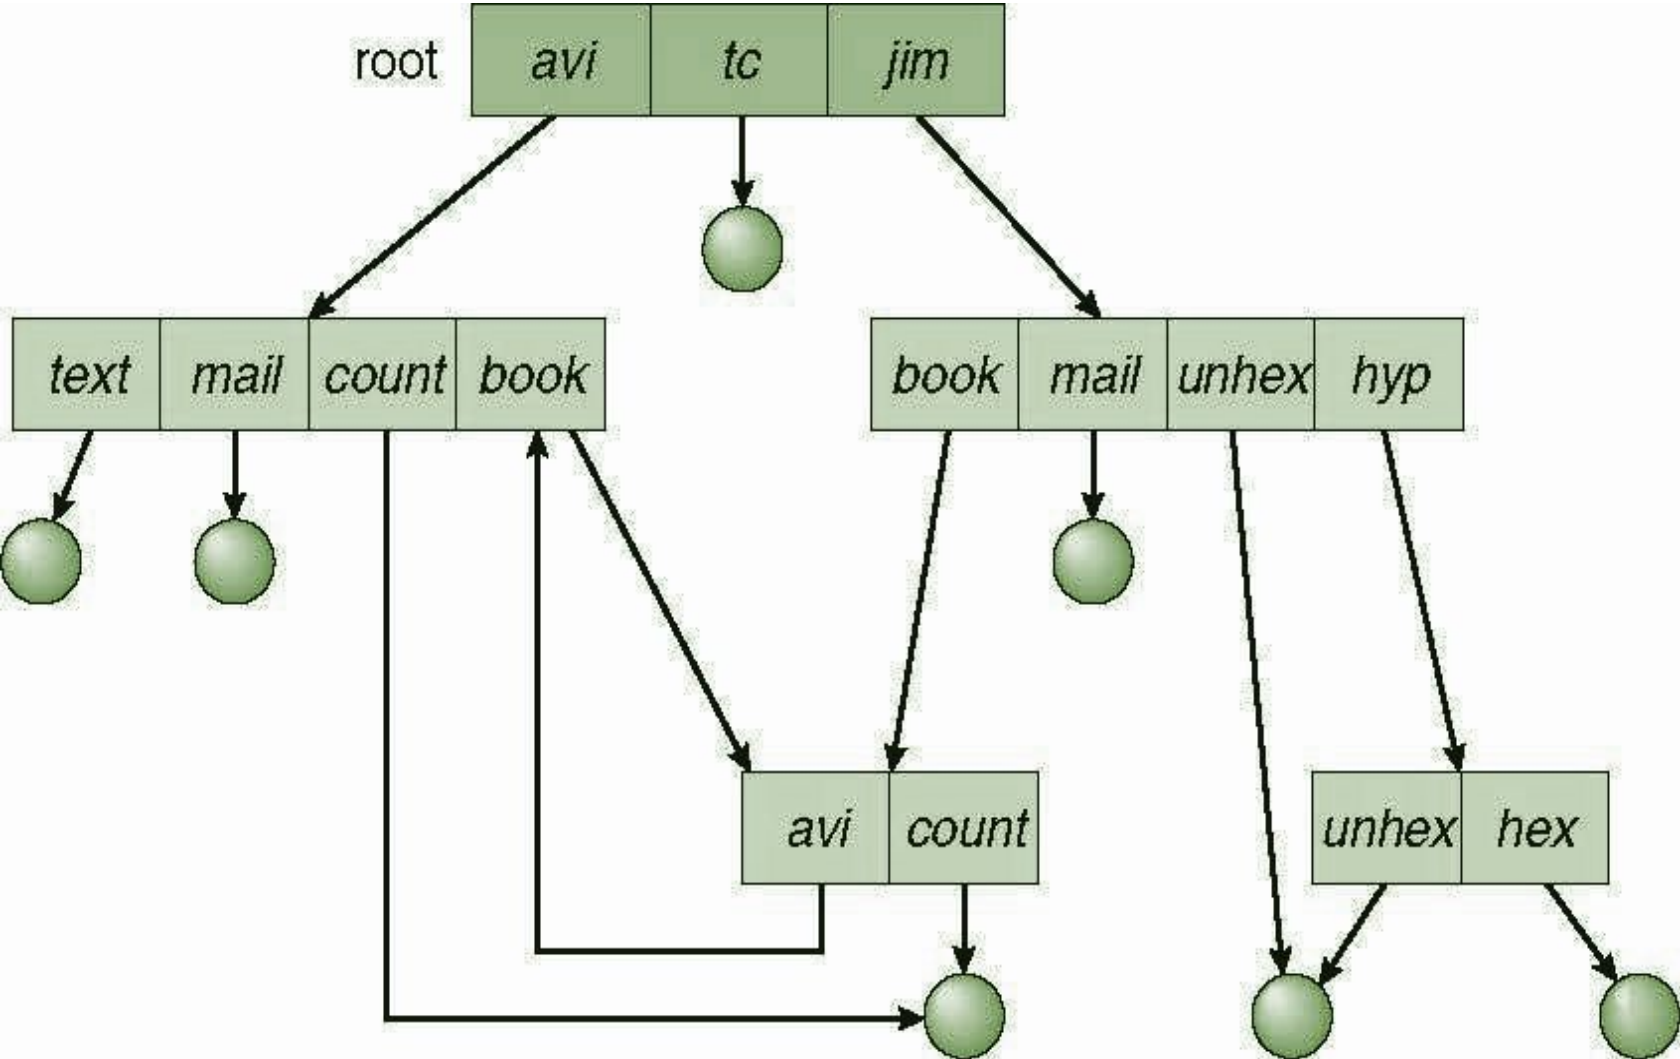 root avi tc jim
text mail count book book mail unhex hyp
avi count unhex hex